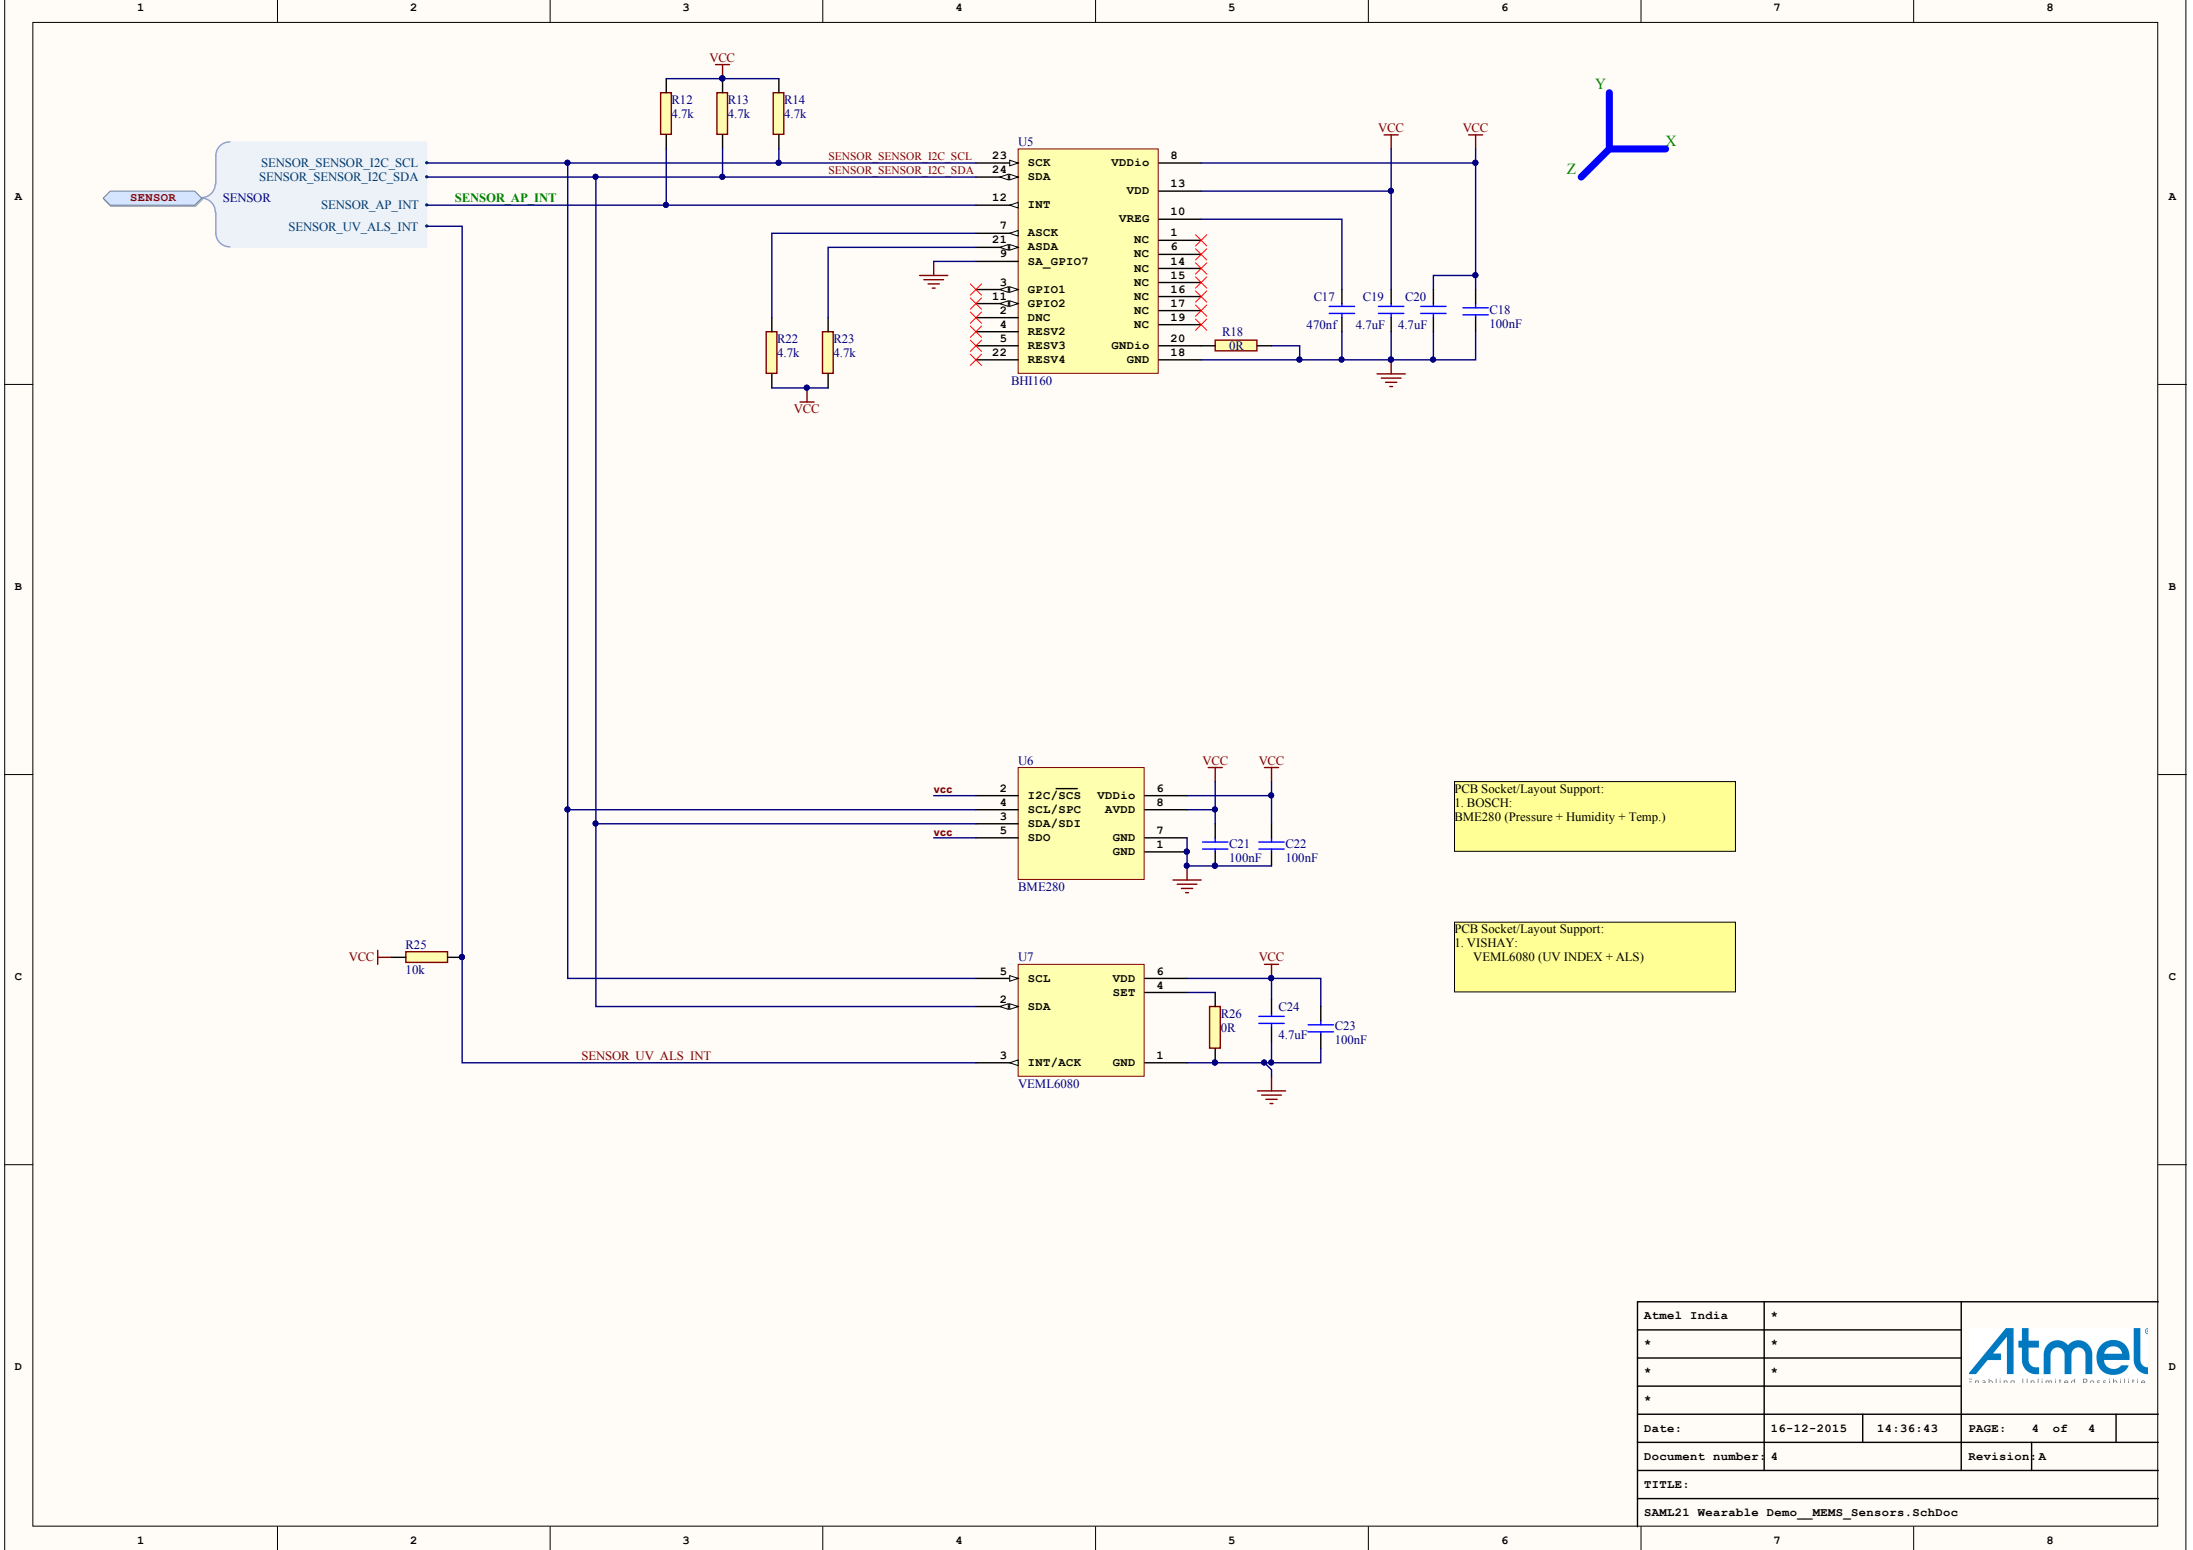 1 2 3 4 5 6 7 8
A A
B B
C C
D D
VCC
R12
4.7k
R13
4.7k
R14
4.7k
SENSOR
SENSOR
SENSOR_SENSOR_I2C_SCL
SENSOR_SENSOR_I2C_SDA
SENSOR_AP_INT
SENSOR_UV_ALS_INT
SENSOR_AP_INT
SENSOR_SENSOR_I2C_SCL
SENSOR_SENSOR_I2C_SDA
U5
23 SCK VDDio 8
24 SDA
VDD 13
12 INT
VREG 10
7 ASCK NC 1
21 ASDA NC 6
9 SA_GPIO7 NC 14
NC 15
3 GPIO1 NC 16
11 GPIO2 NC 17
2 DNC NC 19
4 RESV2
5 RESV3 GNDio 20
22 RESV4 GND 18
BHI160
R22
4.7k
R23
4.7k
VCC
R18
0R
VCC
VCC
C17
470nf
C19
4.7uF
C20
4.7uF
C18
100nF
Y
X
Z
U6
vcc 2 I2C/SCS VDDio 6
4 SCL/SPC AVDD 8
3 SDA/SDI
vcc 5 SDO GND 7
GND 1
BME280
VCC
VCC
C21
100nF
C22
100nF
PCB Socket/Layout Support:
1. BOSCH:
BME280 (Pressure + Humidity + Temp.)
VCC
R25
10k
SENSOR_UV_ALS_INT
U7
5 SCL VDD 6
SET 4
2 SDA
3 INT/ACK GND 1
VEML6080
VCC
R26
0R
C24
4.7uF
C23
100nF
PCB Socket/Layout Support:
1. VISHAY:
VEML6080 (UV INDEX + ALS)
Atmel India *
* *
* *
*
Atmel®
Enabling Unlimited Possibilitie
Date: 16-12-2015 14:36:43 PAGE: 4 of 4
Document number: 4 Revision: A
TITLE:
SAML21 Wearable Demo__MEMS_Sensors.SchDoc
1 2 3 4 5 6 7 8